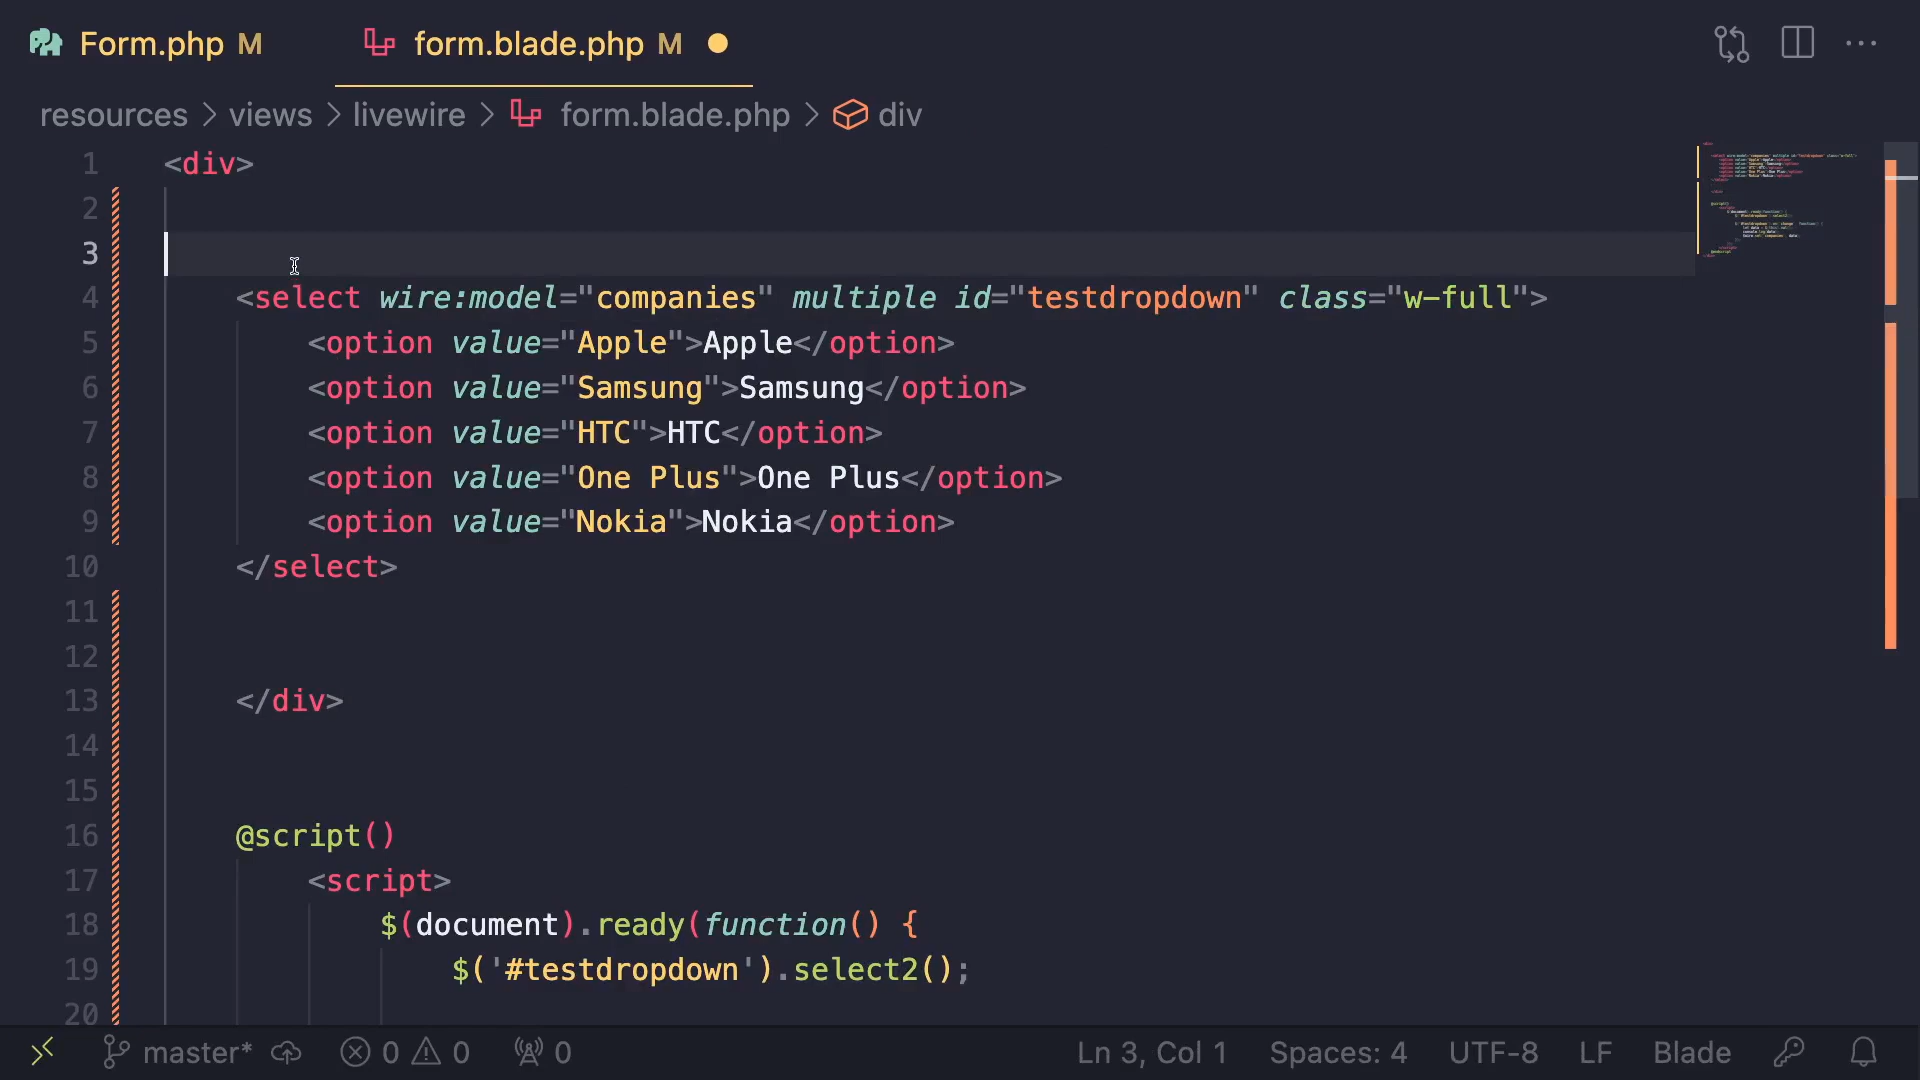 Form.php M form.blade.php M
resources > views > livewire > form.blade.php > div
1 <div>
2
3
4 <select wire:model="companies" multiple id="testdropdown" class="w-full">
5 <option value="Apple">Apple</option>
6 <option value="Samsung">Samsung</option>
7 <option value="HTC">HTC</option>
8 <option value="One Plus">One Plus</option>
9 <option value="Nokia">Nokia</option>
10 </select>
11
12
13 </div>
14
15
16 @script()
17 <script>
18 $(document).ready(function() {
19 $('#testdropdown').select2();
20
master* 0 0 0 Ln 3, Col 1 Spaces: 4 UTF-8 LF Blade